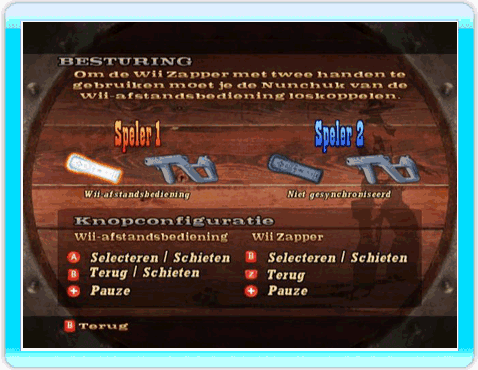 BESTURING
Om de Wii Zapper met twee handen te
gebruiken moet je de Nunchuk van de
Wii-afstandsbediening loskoppelen.
Speler 1 Speler 2
Wii-afstandsbediening Niet gesynchroniseerd
Knopconfiguratie
Wii-afstandsbediening Wii Zapper
A Selecteren / Schieten B Selecteren / Schieten
B Terug / Schieten Z Terug
+ Pauze + Pauze
B Terug